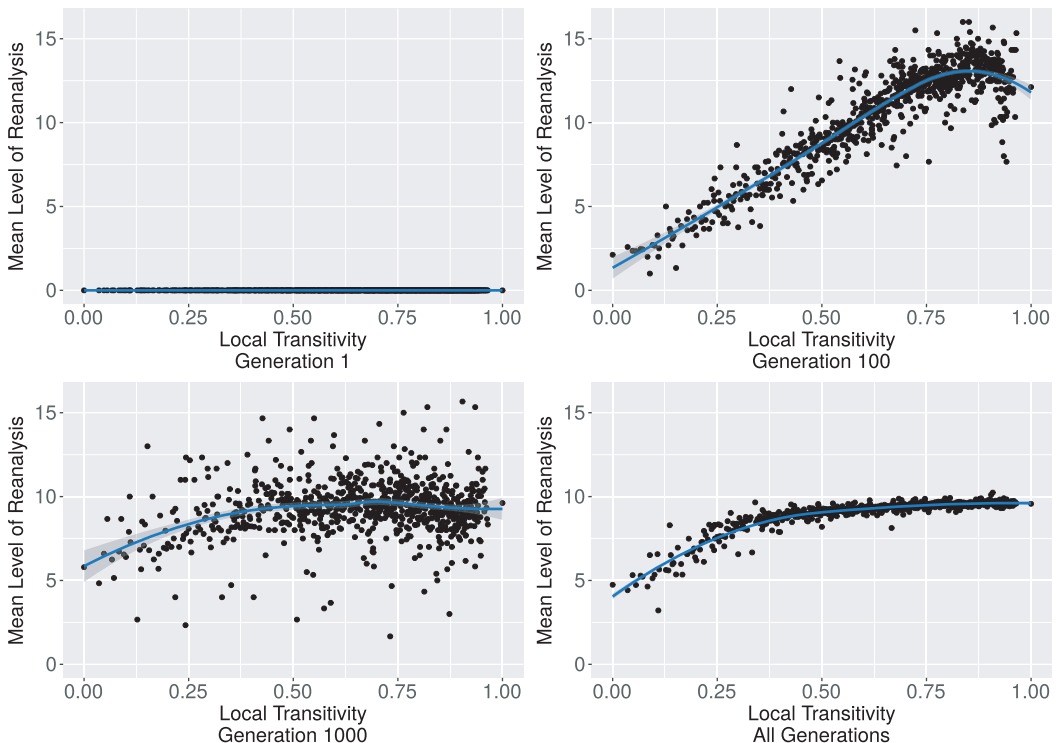 Mean Level of Reanalysis
15
10
5
0
0.00 0.25 0.50 0.75 1.00
Local Transitivity
Generation 1
Mean Level of Reanalysis
15
10
5
0
0.00 0.25 0.50 0.75 1.00
Local Transitivity
Generation 100
Mean Level of Reanalysis
15
10
5
0
0.00 0.25 0.50 0.75 1.00
Local Transitivity
Generation 1000
Mean Level of Reanalysis
15
10
5
0
0.00 0.25 0.50 0.75 1.00
Local Transitivity
All Generations